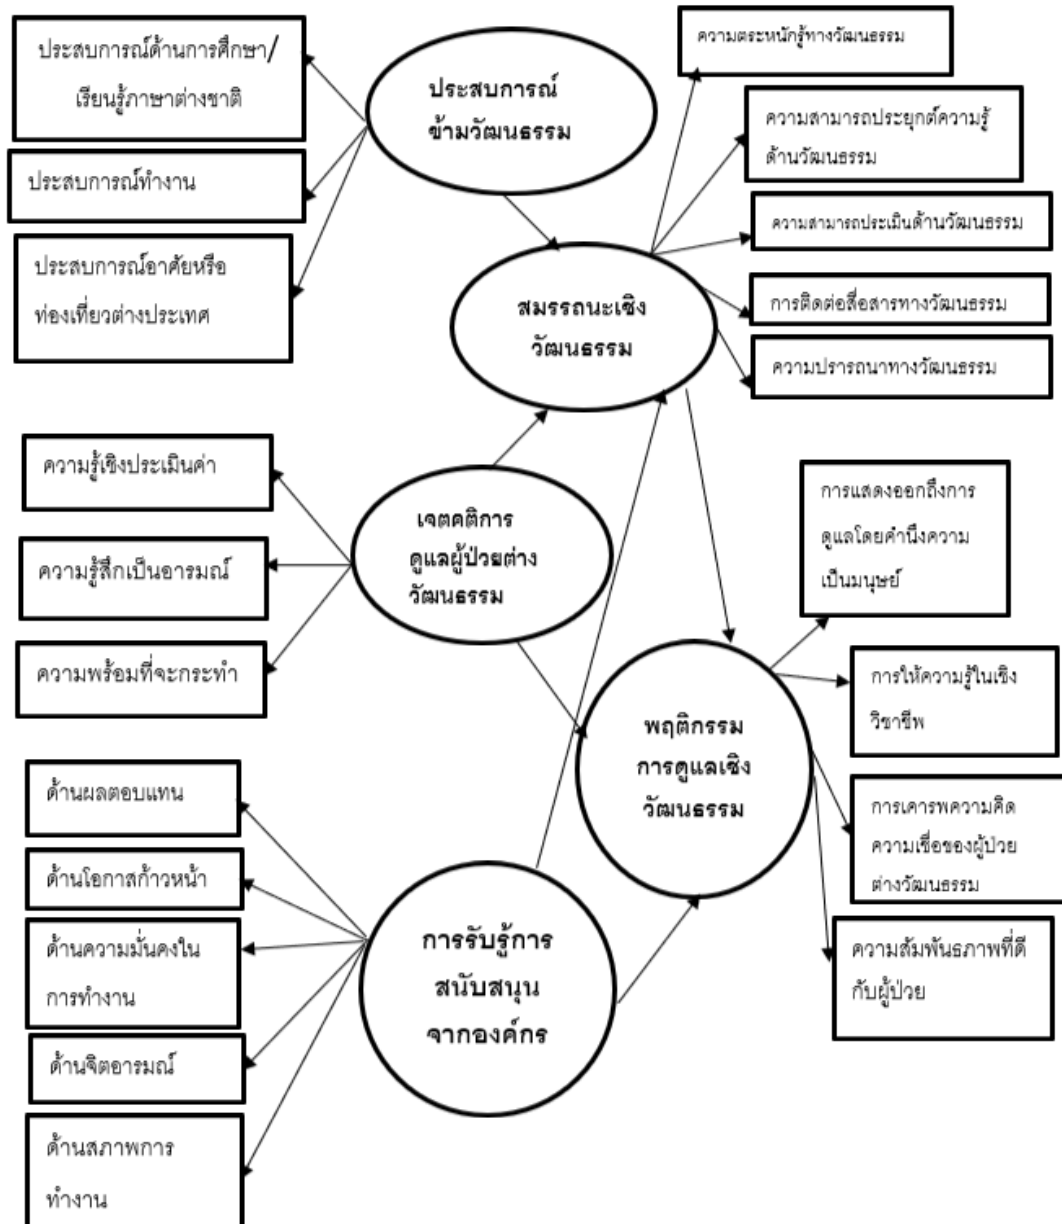 ประสบการณ์ด้านการศึกษา/
เรียนรู้ภาษาต่างชาติ
ประสบการณ์ทำงาน
ประสบการณ์อาศัยหรือ
ท่องเที่ยวต่างประเทศ
ประสบการณ์
ข้ามวัฒนธรรม
ความตระหนักรู้ทางวัฒนธรรม
ความสามารถประยุกต์ความรู้
ด้านวัฒนธรรม
ความสามารถประเมินด้านวัฒนธรรม
การติดต่อสื่อสารทางวัฒนธรรม
ความปรารถนาทางวัฒนธรรม
สมรรถนะเชิง
วัฒนธรรม
ความรู้เชิงประเมินค่า
ความรู้สึกเป็นอารมณ์
ความพร้อมที่จะกระทำ
เจตคติการ
ดูแลผู้ป่วยต่าง
วัฒนธรรม
การแสดงออกถึงการ
ดูแลโดยคำนึงความ
เป็นมนุษย์
การให้ความรู้ในเชิง
วิชาชีพ
การเคารพความคิด
ความเชื่อของผู้ป่วย
ต่างวัฒนธรรม
ความสัมพันธภาพที่ดี
กับผู้ป่วย
พฤติกรรม
การดูแลเชิง
วัฒนธรรม
ด้านผลตอบแทน
ด้านโอกาสก้าวหน้า
ด้านความมั่นคงใน
การทำงาน
ด้านจิตอารมณ์
ด้านสภาพการ
ทำงาน
การรับรู้การ
สนับสนุน
จากองค์กร